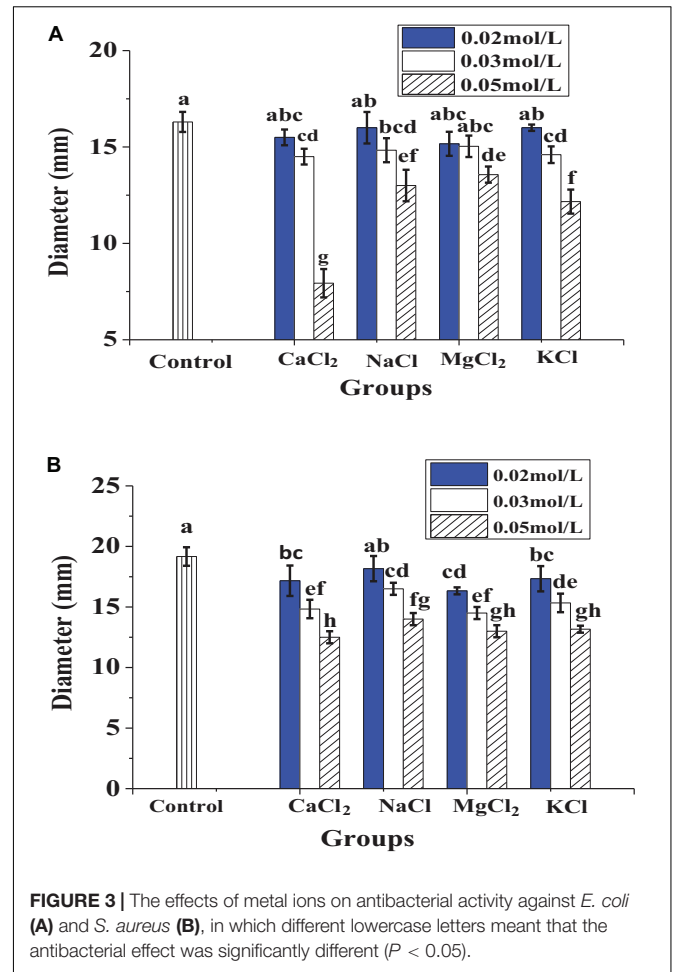 A
20
15
10
5
Diameter (mm)
0.02mol/L
0.03mol/L
0.05mol/L
a
abc
cd
g
ab
bcd
ef
abc
abc
de
ab
cd
f
Control
CaCl₂
NaCl
MgCl₂
KCl
Groups
B
25
20
15
10
5
0
Diameter (mm)
0.02mol/L
0.03mol/L
0.05mol/L
a
bc
ef
h
ab
cd
fg
cd
ef
gh
bc
de
gh
Control
CaCl₂
NaCl
MgCl₂
KCl
Groups
FIGURE 3 | The effects of metal ions on antibacterial activity against E. coli
(A) and S. aureus (B), in which different lowercase letters meant that the
antibacterial effect was significantly different (P < 0.05).